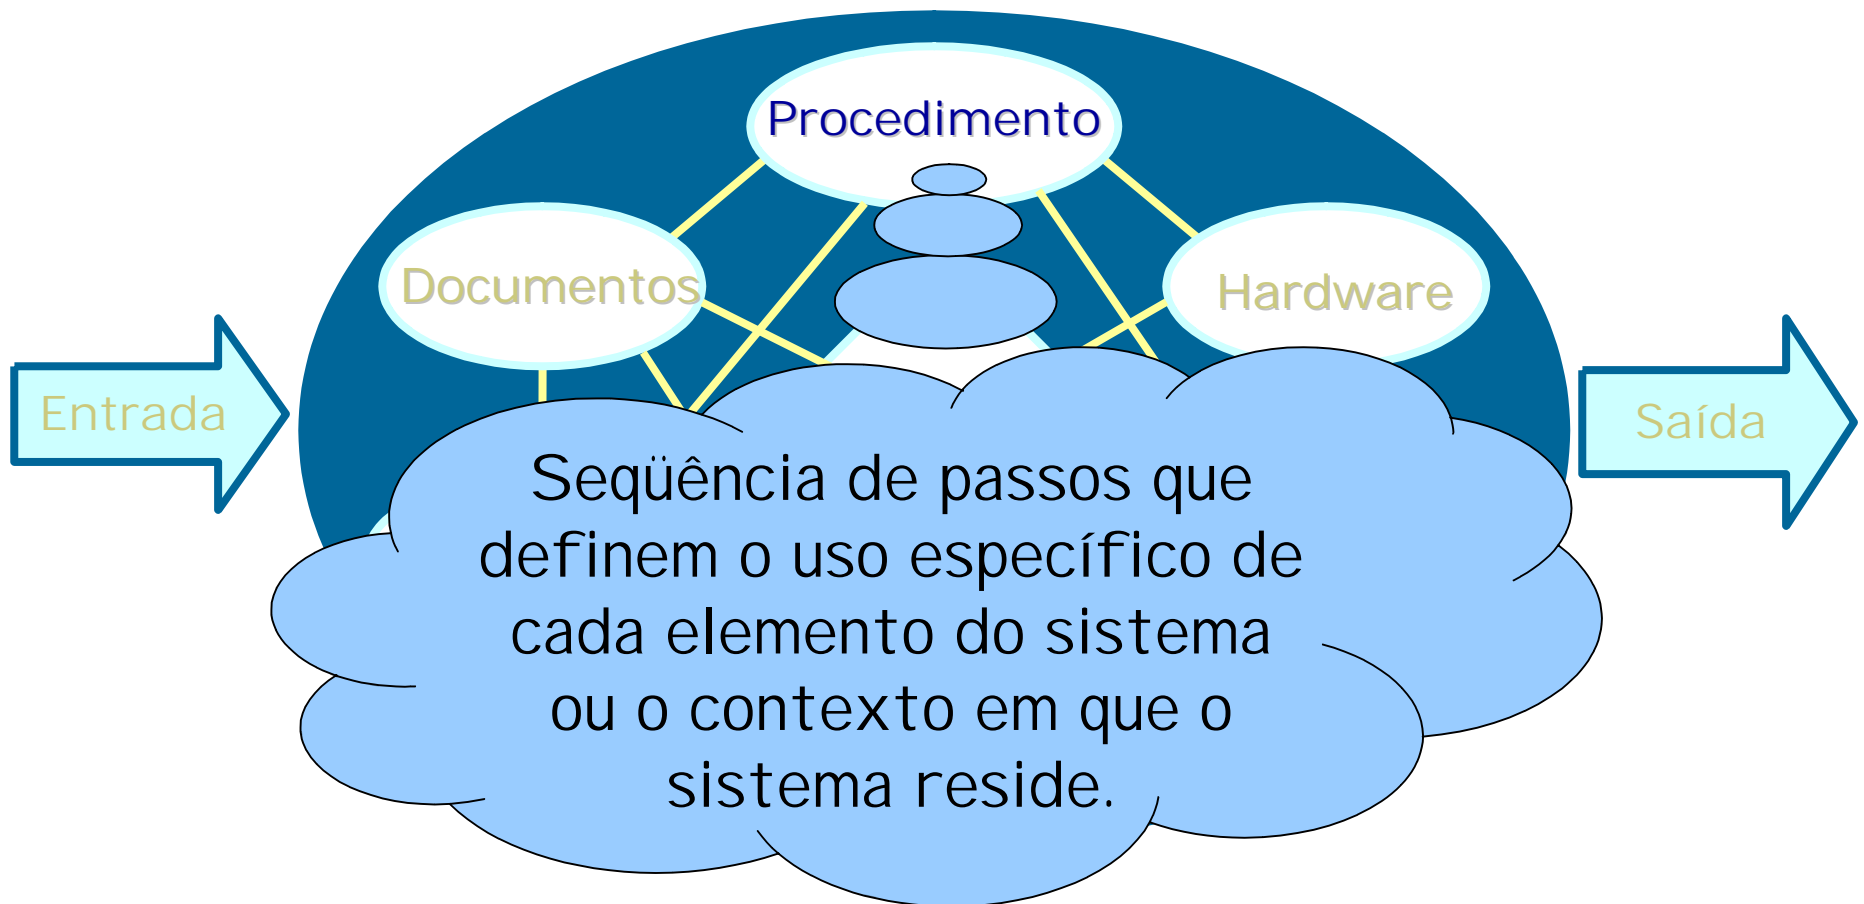 Procedimento
Documentos
Hardware
Entrada
Saída
Seqüência de passos que
definem o uso específico de
cada elemento do sistema
ou o contexto em que o
sistema reside.